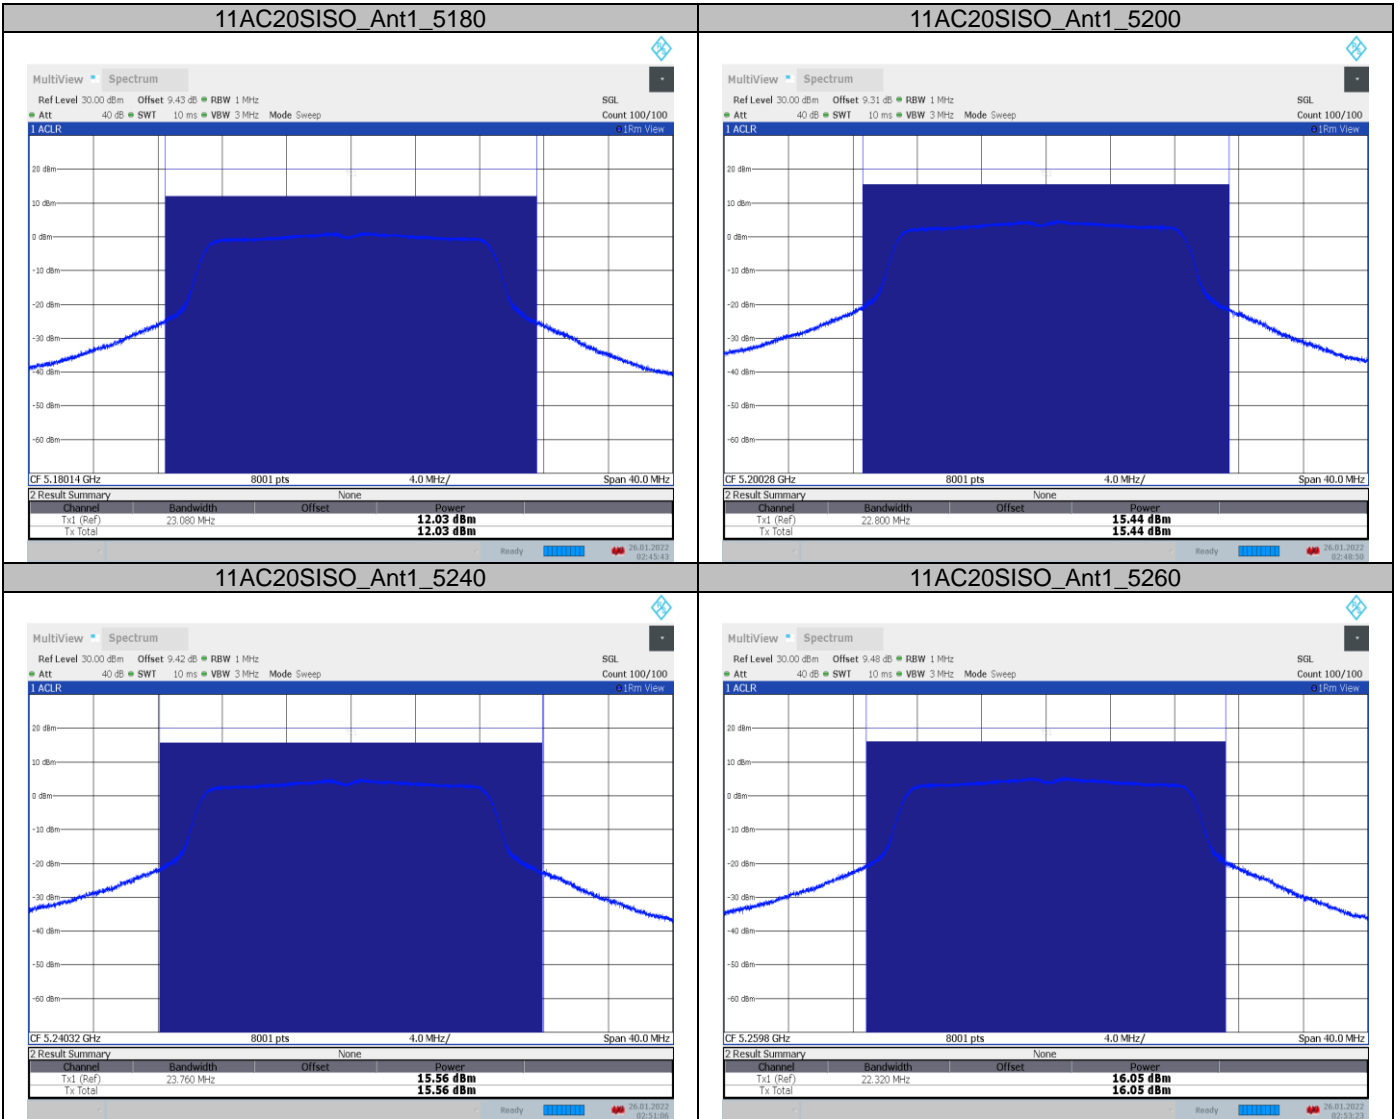 11AC20SISO_Ant1_5180
MultiView Spectrum
Ref Level 30.00 dBm Offset 9.43 dB RBW 1 MHz SGL
Att 40 dB SWT 10 ms VBW 3 MHz Mode Sweep Count 100/100
1 ACLR 1Rm View
20 dBm
10 dBm
0 dBm
-10 dBm
-20 dBm
-30 dBm
-40 dBm
-50 dBm
-60 dBm
CF 5.18014 GHz 8001 pts 4.0 MHz/ Span 40.0 MHz
2 Result Summary None
Channel Bandwidth Offset Power
Tx1 (Ref) 23.080 MHz 12.03 dBm
Tx Total 12.03 dBm
Ready 26.01.2022
02:45:43
11AC20SISO_Ant1_5200
MultiView Spectrum
Ref Level 30.00 dBm Offset 9.31 dB RBW 1 MHz SGL
Att 40 dB SWT 10 ms VBW 3 MHz Mode Sweep Count 100/100
1 ACLR 1Rm View
20 dBm
10 dBm
0 dBm
-10 dBm
-20 dBm
-30 dBm
-40 dBm
-50 dBm
-60 dBm
CF 5.20028 GHz 8001 pts 4.0 MHz/ Span 40.0 MHz
2 Result Summary None
Channel Bandwidth Offset Power
Tx1 (Ref) 22.800 MHz 15.44 dBm
Tx Total 15.44 dBm
Ready 26.01.2022
11AC20SISO_Ant1_5240
MultiView Spectrum
Ref Level 30.00 dBm Offset 9.42 dB RBW 1 MHz SGL
Att 40 dB SWT 10 ms VBW 3 MHz Mode Sweep Count 100/100
1 ACLR 1Rm View
20 dBm
10 dBm
0 dBm
-10 dBm
-20 dBm
-30 dBm
-40 dBm
-50 dBm
-60 dBm
CF 5.24032 GHz 8001 pts 4.0 MHz/ Span 40.0 MHz
2 Result Summary None
Channel Bandwidth Offset Power
Tx1 (Ref) 23.760 MHz 15.56 dBm
Tx Total 15.56 dBm
Ready 26.01.2022
02:51:06
11AC20SISO_Ant1_5260
MultiView Spectrum
Ref Level 30.00 dBm Offset 9.48 dB RBW 1 MHz SGL
Att 40 dB SWT 10 ms VBW 3 MHz Mode Sweep Count 100/100
1 ACLR 1Rm View
20 dBm
10 dBm
0 dBm
-10 dBm
-20 dBm
-30 dBm
-40 dBm
-50 dBm
-60 dBm
CF 5.2598 GHz 8001 pts 4.0 MHz/ Span 40.0 MHz
2 Result Summary None
Channel Bandwidth Offset Power
Tx1 (Ref) 22.320 MHz 16.05 dBm
Tx Total 16.05 dBm
Ready 26.01.2022
02:53:23